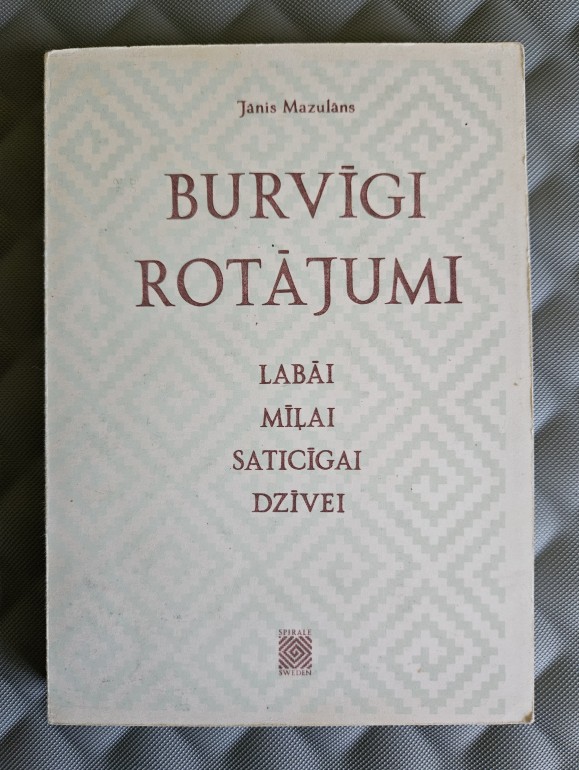 Jānis Mazulāns
BURVĪGI
ROTĀJUMI
LABĀI
MĪĻAI
SATICĪGAI
DZĪVEI
SPIRALE
SWEDEN